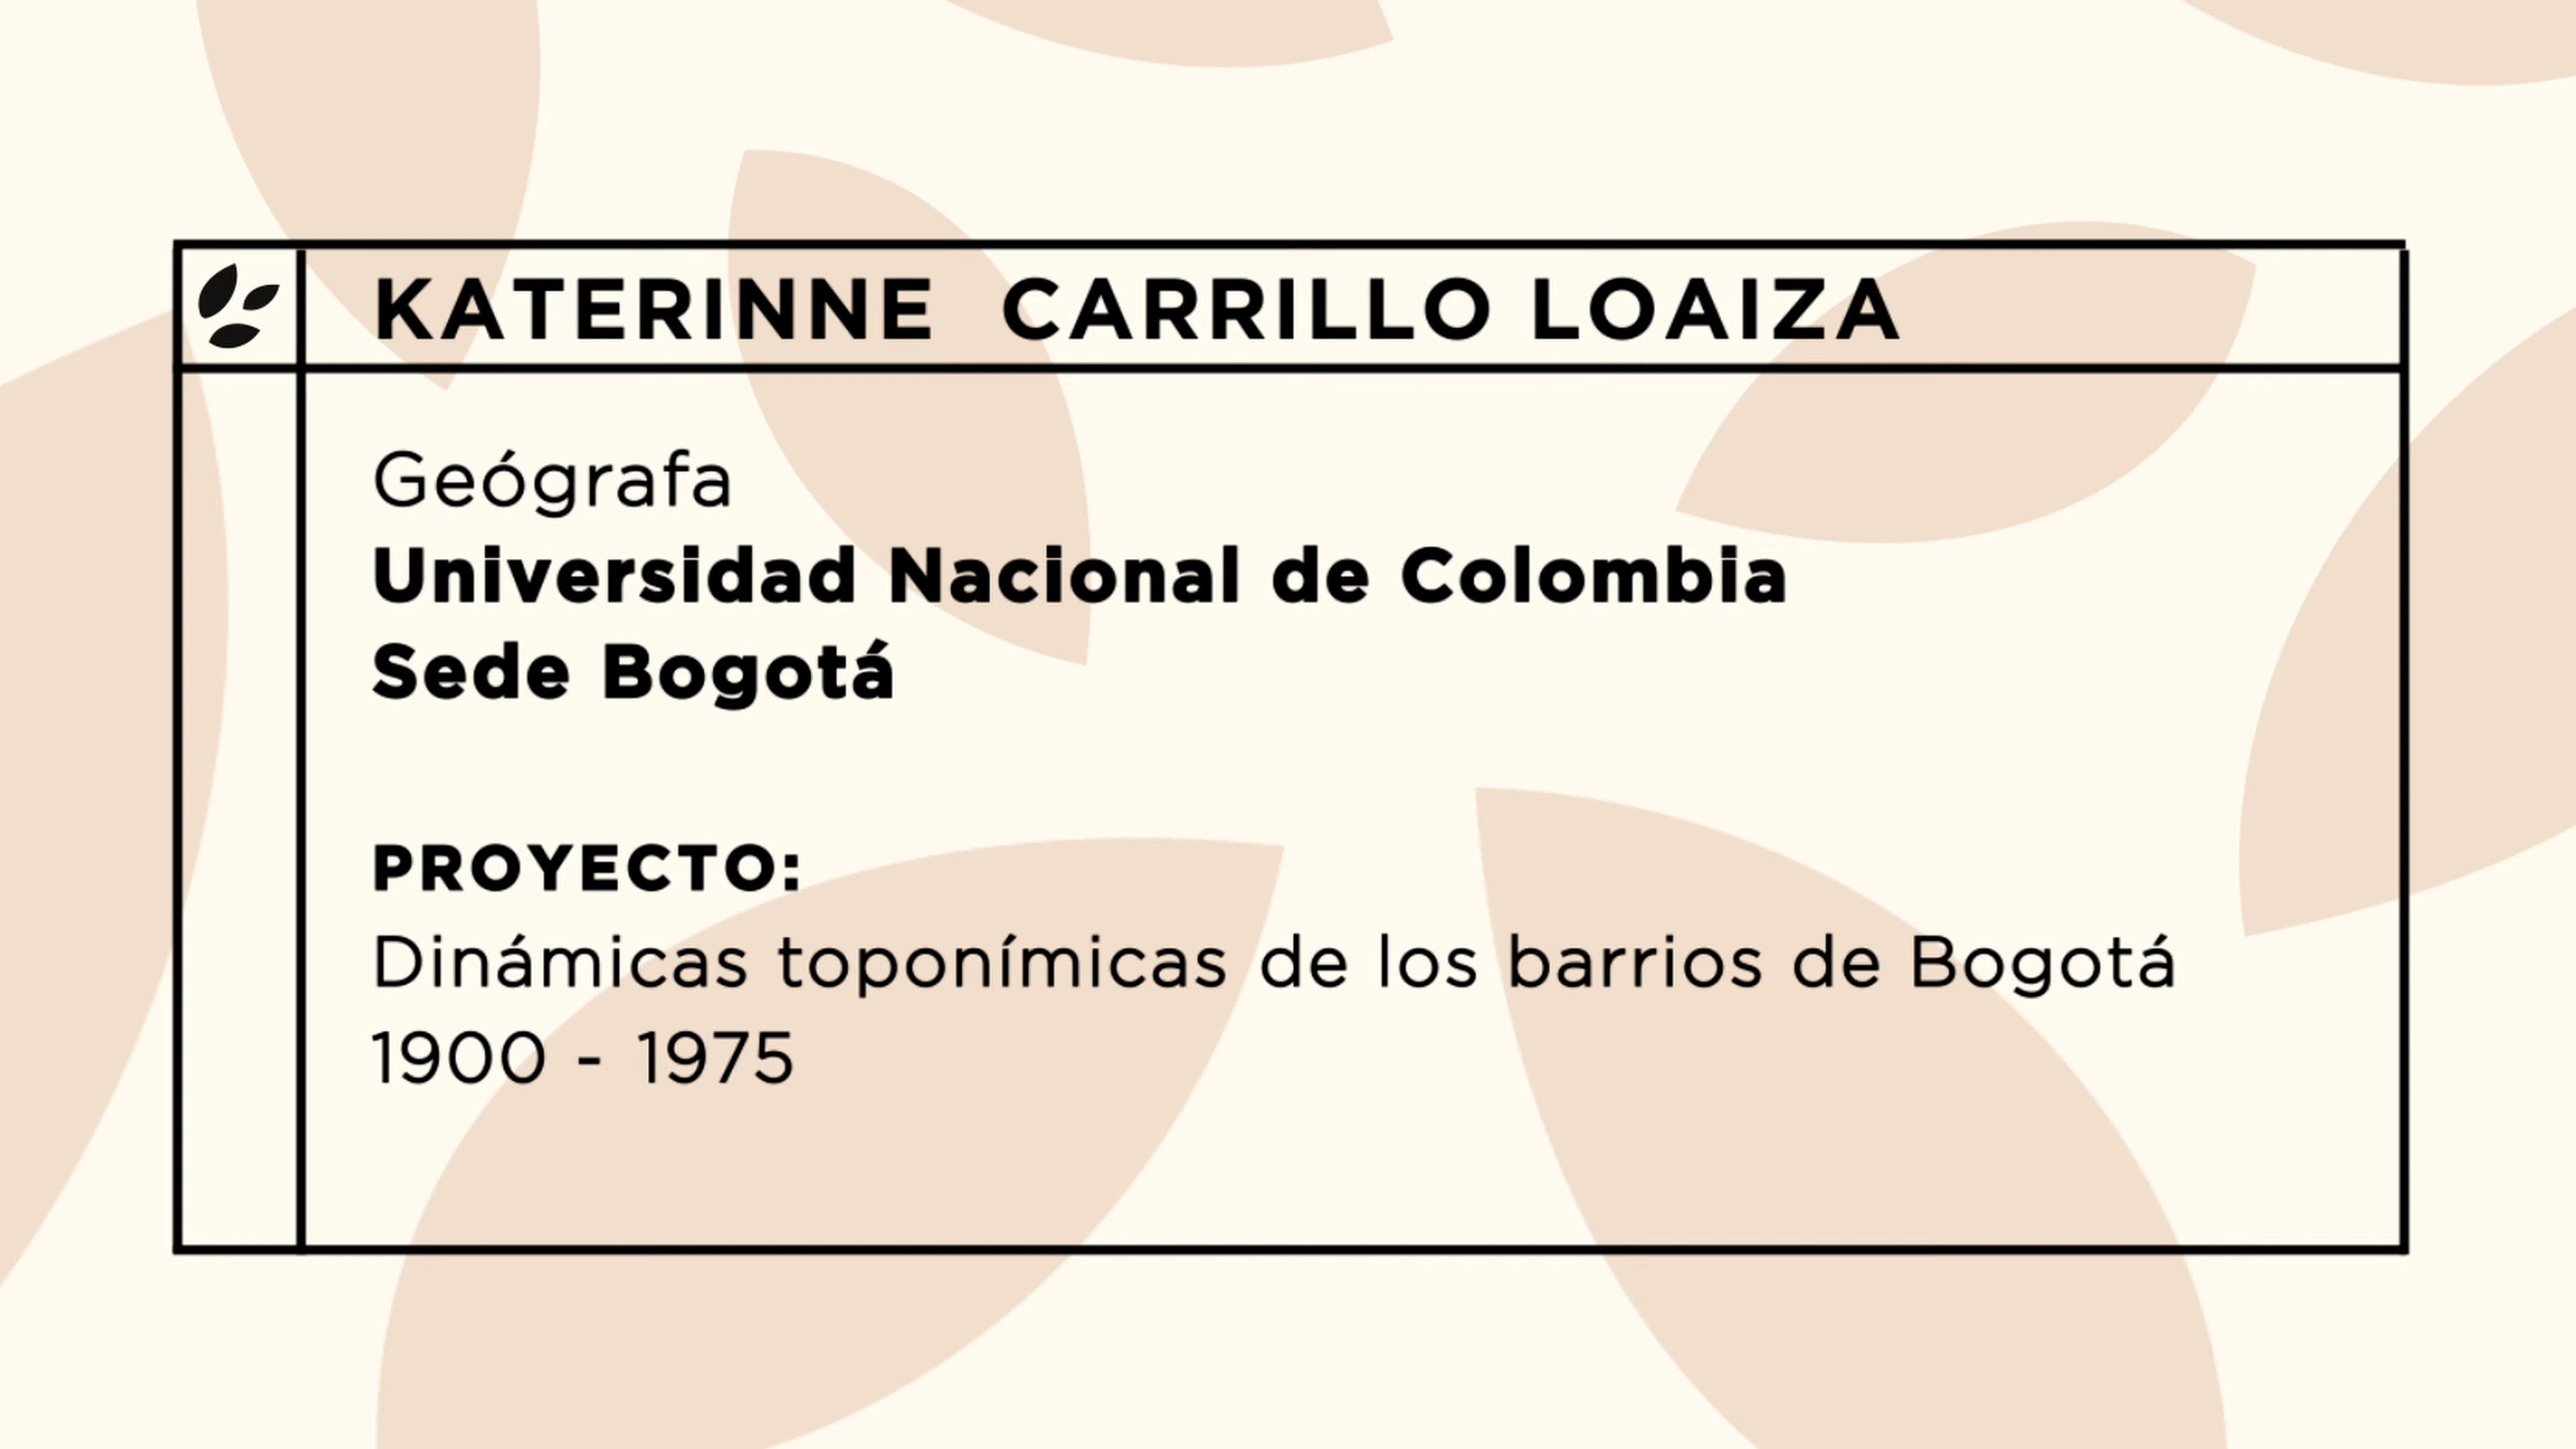 KATERINNE CARRILLO LOAIZA
Geógrafa
Universidad Nacional de Colombia
Sede Bogotá
PROYECTO:
Dinámicas toponímicas de los barrios de Bogotá
1900 - 1975